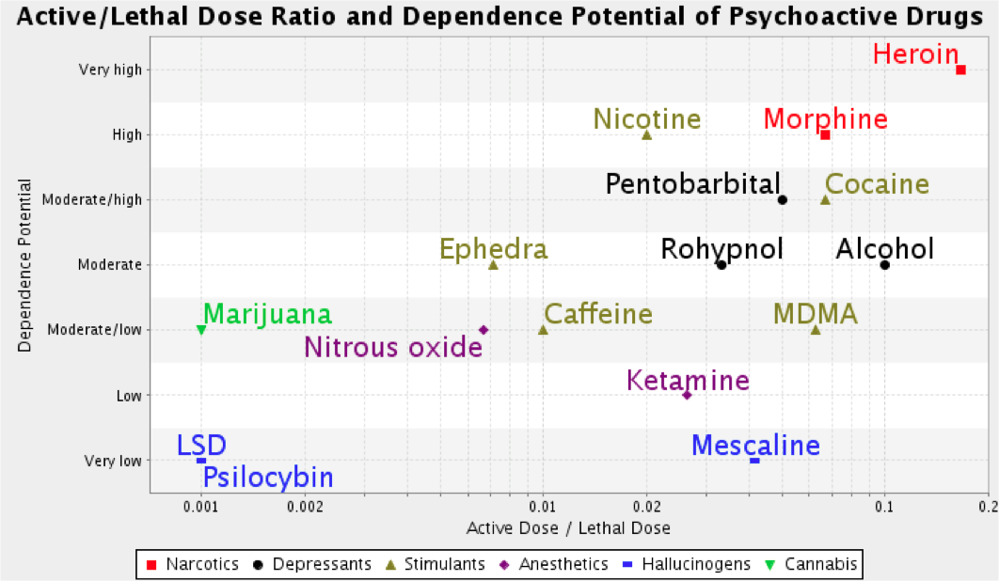 Active/Lethal Dose Ratio and Dependence Potential of Psychoactive Drugs
Dependence Potential
Very high
High
Moderate/high
Moderate
Moderate/low
Low
Very low
Heroin
Nicotine
Morphine
Pentobarbital
Cocaine
Ephedra
Rohypnol
Alcohol
Marijuana
Caffeine
MDMA
Nitrous oxide
Ketamine
LSD
Mescaline
Psilocybin
0.001
0.002
0.01
0.02
0.1
0.2
Active Dose / Lethal Dose
Narcotics
Depressants
Stimulants
Anesthetics
Hallucinogens
Cannabis